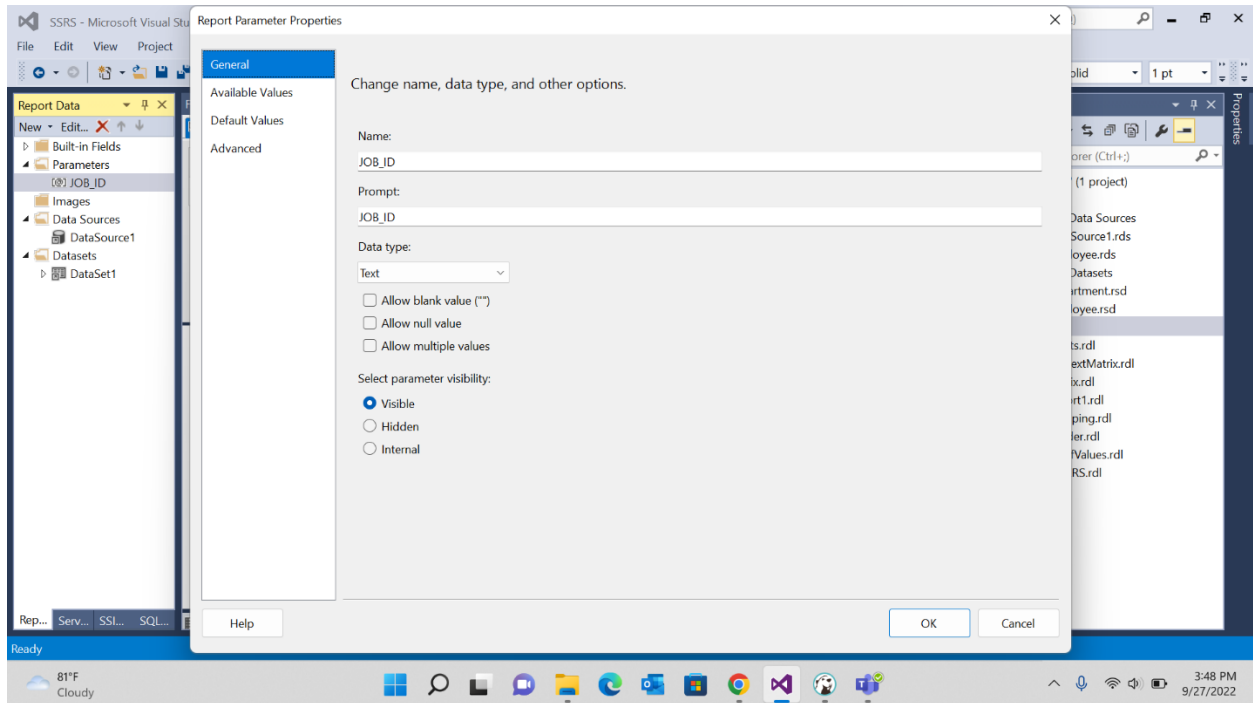 SSRS - Microsoft Visual Stu
File Edit View Project
Report Data
New Edit...
Built-in Fields
Parameters
[@] JOB_ID
Images
Data Sources
DataSource1
Datasets
DataSet1
Rep... Serv... SSI... SQL...
Ready
Report Parameter Properties
General
Available Values
Default Values
Advanced
Change name, data type, and other options.
Name:
JOB_ID
Prompt:
JOB_ID
Data type:
Text
Allow blank value ("")
Allow null value
Allow multiple values
Select parameter visibility:
Visible
Hidden
Internal
Help OK Cancel
olid 1 pt
Properties
orer (Ctrl+;)
(1 project)
Data Sources
Source1.rds
loyee.rds
Datasets
artment.rsd
loyee.rsd
ts.rdl
extMatrix.rdl
ix.rdl
rt1.rdl
ping.rdl
ler.rdl
fValues.rdl
RS.rdl
81°F
Cloudy
3:48 PM
9/27/2022